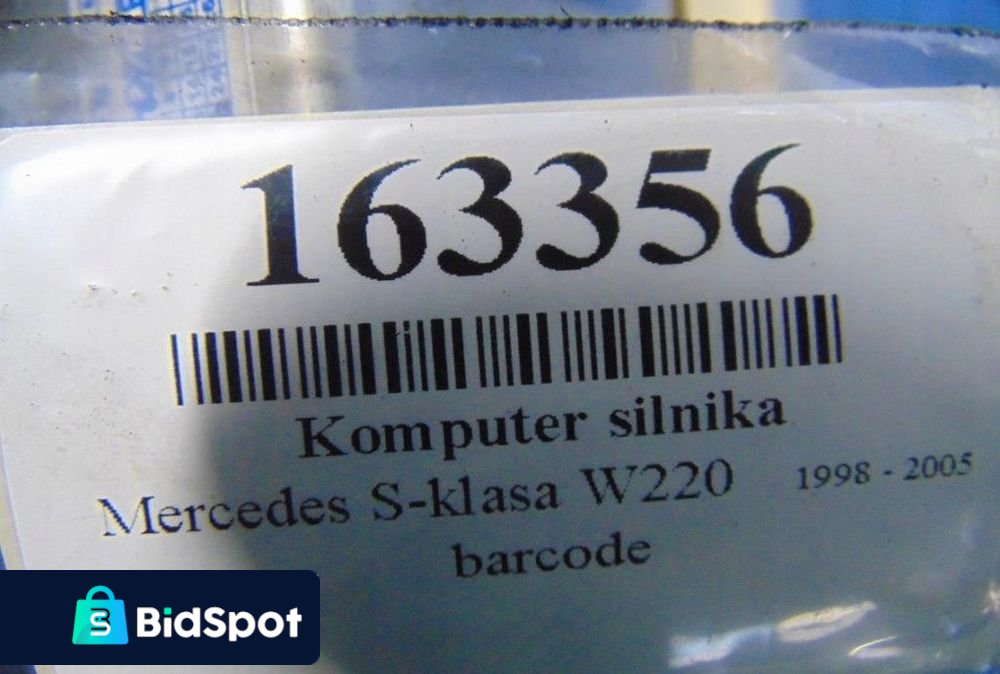 163356
Komputer silnika
Mercedes S-klasa W220 1998 - 2005
barcode
BidSpot